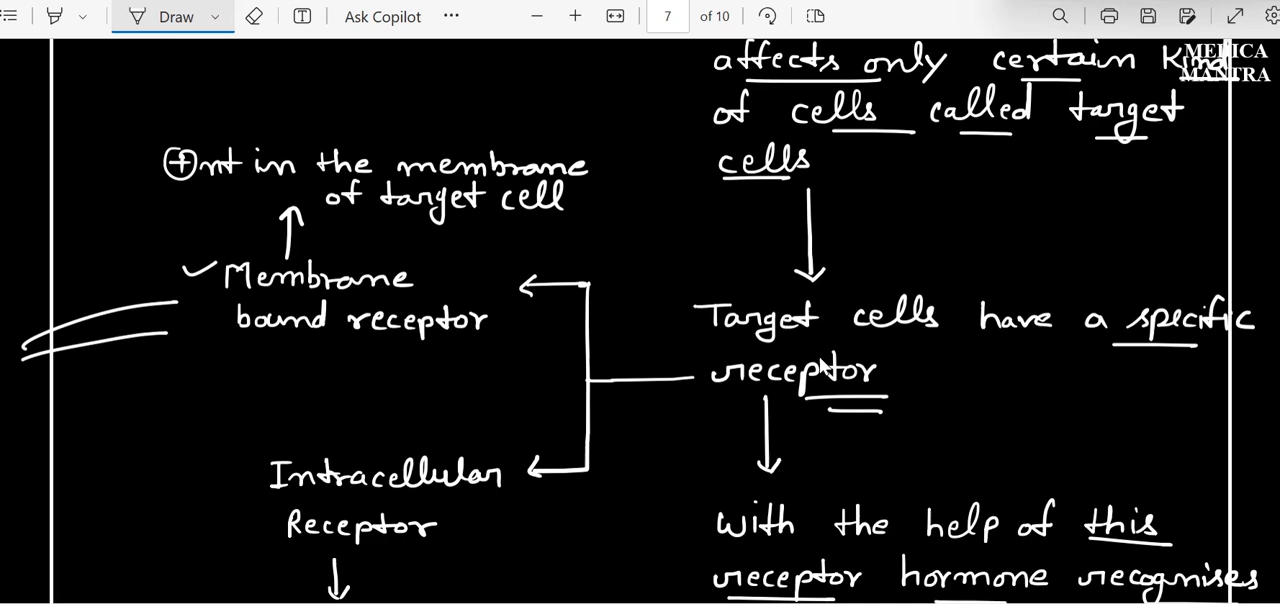 Draw
Ask Copilot
7 of 10
MEDICA
MANTRA
affects only certain kind
of cells called target
cells
⊕nt in the membrane
of target cell
✓ Membrane
bound receptor
Target cells have a specific
receptor
Intracellular
Receptor
with the help of this
receptor hormone recognises